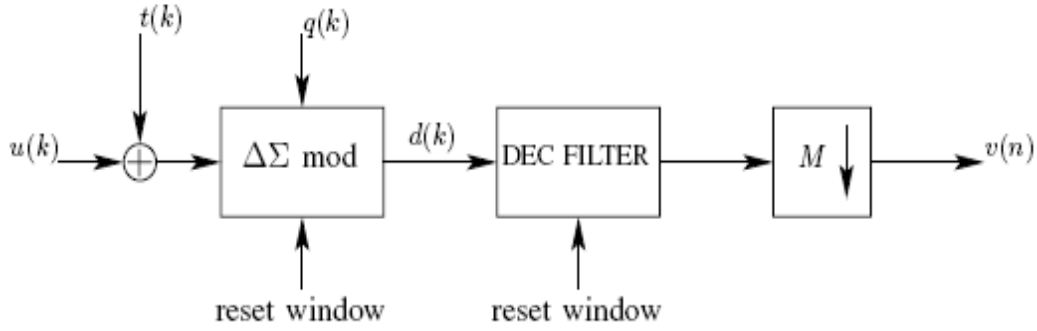 t(k)
q(k)
u(k)
ΔΣ mod
d(k)
DEC FILTER
M
v(n)
reset window
reset window